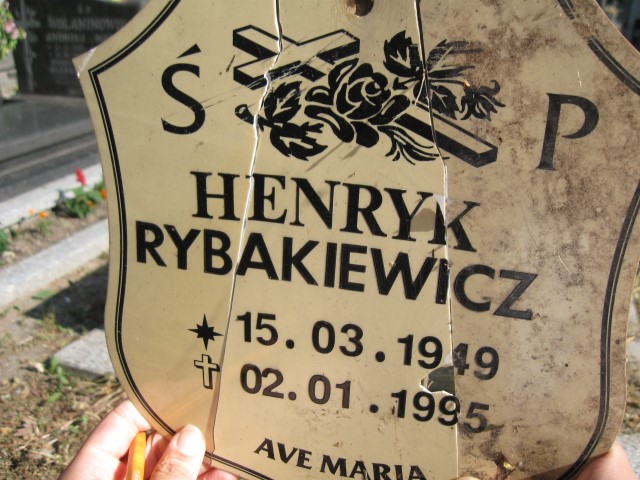 Ś P
HENRYK
RYBAKIEWICZ
15. 03. 1949
02. 01. 1995
AVE MARIA